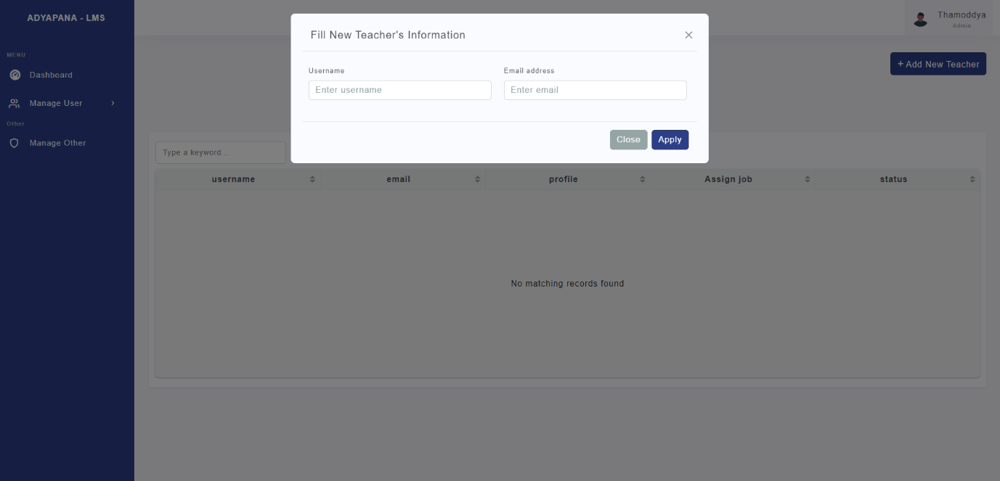 ADYAPANA - LMS
Thamoddya
Admin
MENU
Dashboard
Manage User
Other
Manage Other
Fill New Teacher's Information
Username
Email address
Enter username
Enter email
Close
Apply
+ Add New Teacher
Type a keyword...
username
email
profile
Assign job
status
No matching records found